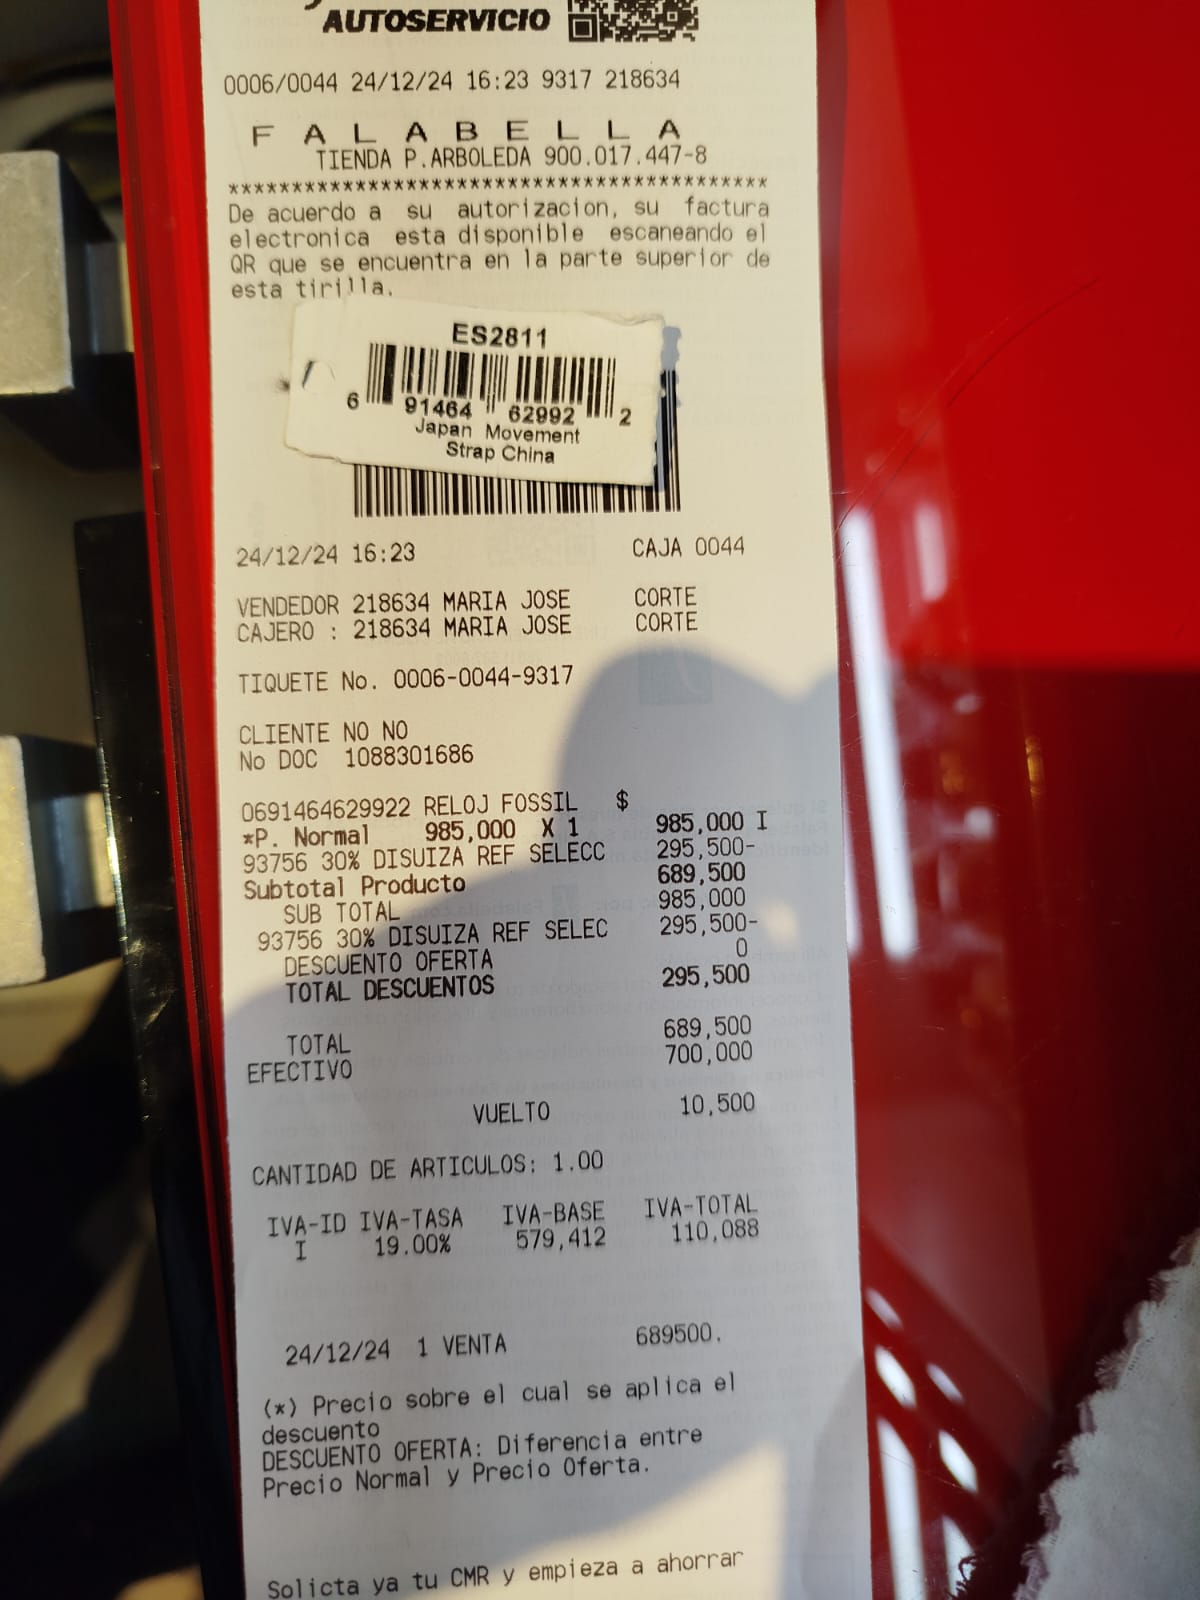 AUTOSERVICIO
0006/0044 24/12/24 16:23 9317 218634
F A L A B E L L A
TIENDA P.ARBOLEDA 900.017.447-8
******************************************
De acuerdo a su autorizacion, su factura
electronica esta disponible escaneando el
QR que se encuentra en la parte superior de
esta tirilla.
ES2811
6 91464 62992 2
Japan Movement
Strap China
24/12/24 16:23 CAJA 0044
VENDEDOR 218634 MARIA JOSE CORTE
CAJERO : 218634 MARIA JOSE CORTE
TIQUETE No. 0006-0044-9317
CLIENTE NO NO
No DOC 1088301686
0691464629922 RELOJ FOSSIL $
*P. Normal 985,000 X 1 985,000 I
93756 30% DISUIZA REF SELECC 295,500-
Subtotal Producto 689,500
SUB TOTAL 985,000
93756 30% DISUIZA REF SELEC 295,500-
DESCUENTO OFERTA 0
TOTAL DESCUENTOS 295,500
TOTAL 689,500
EFECTIVO 700,000
VUELTO 10,500
CANTIDAD DE ARTICULOS: 1.00
IVA-ID IVA-TASA IVA-BASE IVA-TOTAL
I 19.00% 579,412 110,088
24/12/24 1 VENTA 689500.
(*) Precio sobre el cual se aplica el
descuento
DESCUENTO OFERTA: Diferencia entre
Precio Normal y Precio Oferta.
Solicta ya tu CMR y empieza a ahorrar